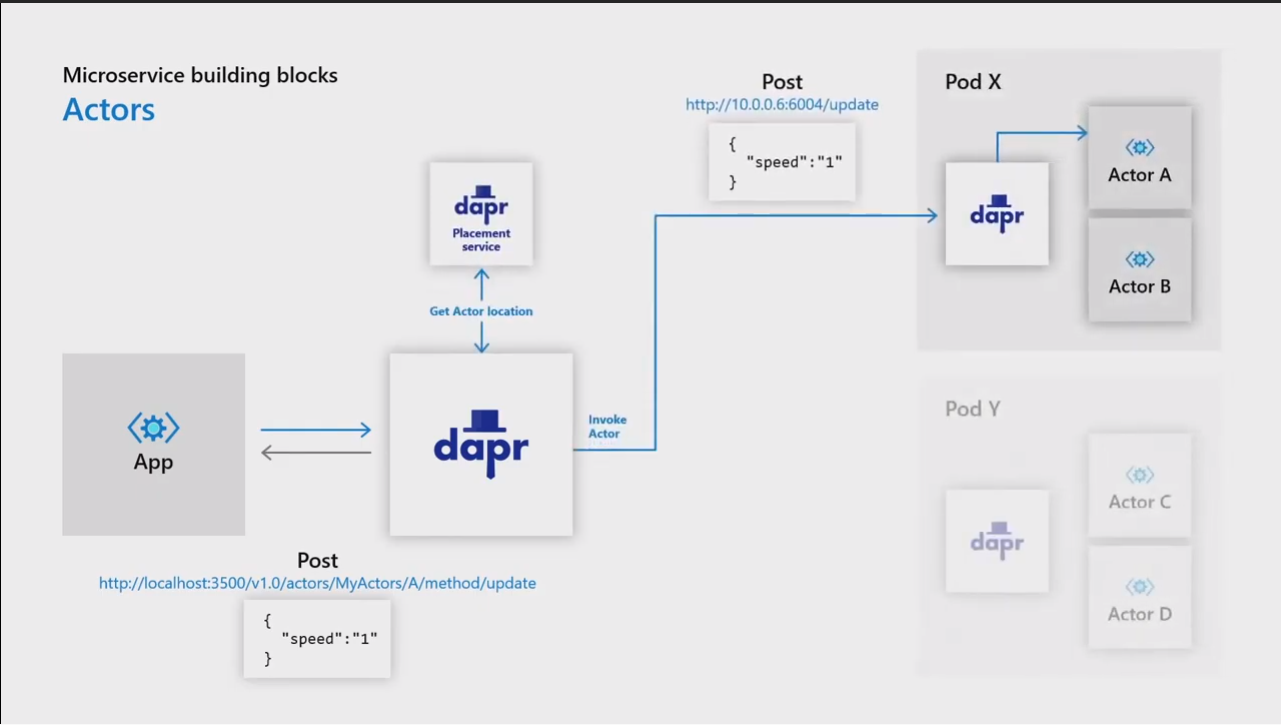 Microservice building blocks
Actors
Post
http://10.0.0.6:6004/update
{
"speed":"1"
}
Pod X
dapr
Actor A
Actor B
dapr
Placement
service
Get Actor location
App
dapr
Invoke
Actor
Post
http://localhost:3500/v1.0/actors/MyActors/A/method/update
{
"speed":"1"
}
Pod Y
dapr
Actor C
Actor D